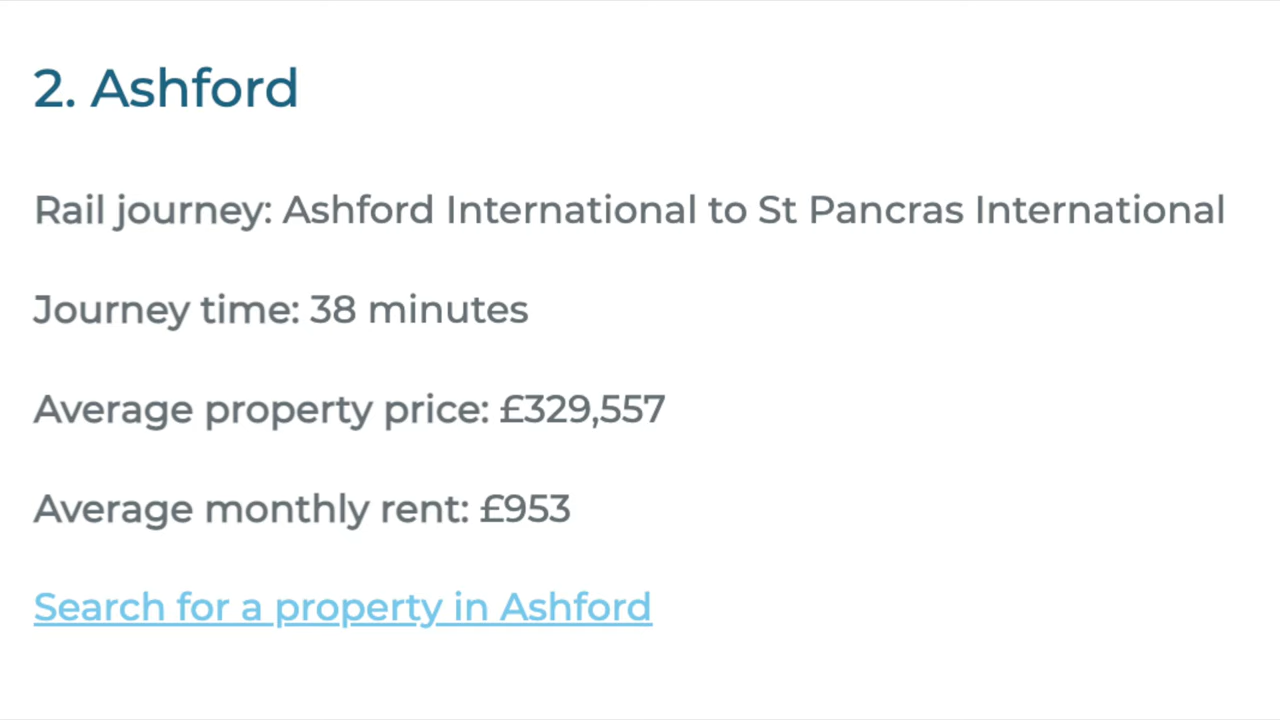 2. Ashford
Rail journey: Ashford International to St Pancras International
Journey time: 38 minutes
Average property price: £329,557
Average monthly rent: £953
Search for a property in Ashford